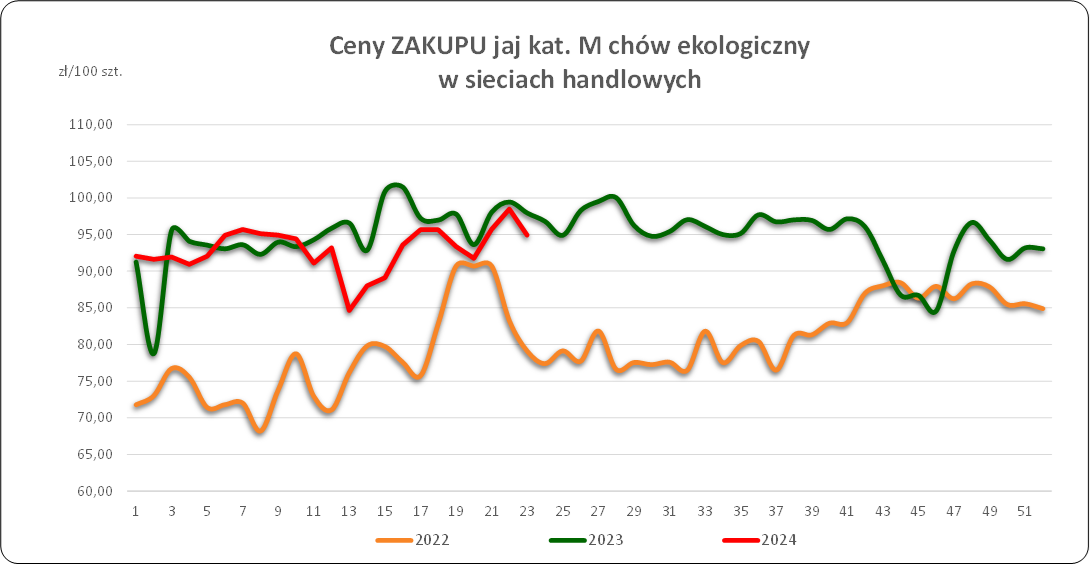 Ceny ZAKUPU jaj kat. M chów ekologiczny
w sieciach handlowych
zł/100 szt.
110,00
105,00
100,00
95,00
90,00
85,00
80,00
75,00
70,00
65,00
60,00
1 3 5 7 9 11 13 15 17 19 21 23 25 27 29 31 33 35 37 39 41 43 45 47 49 51
2022 2023 2024